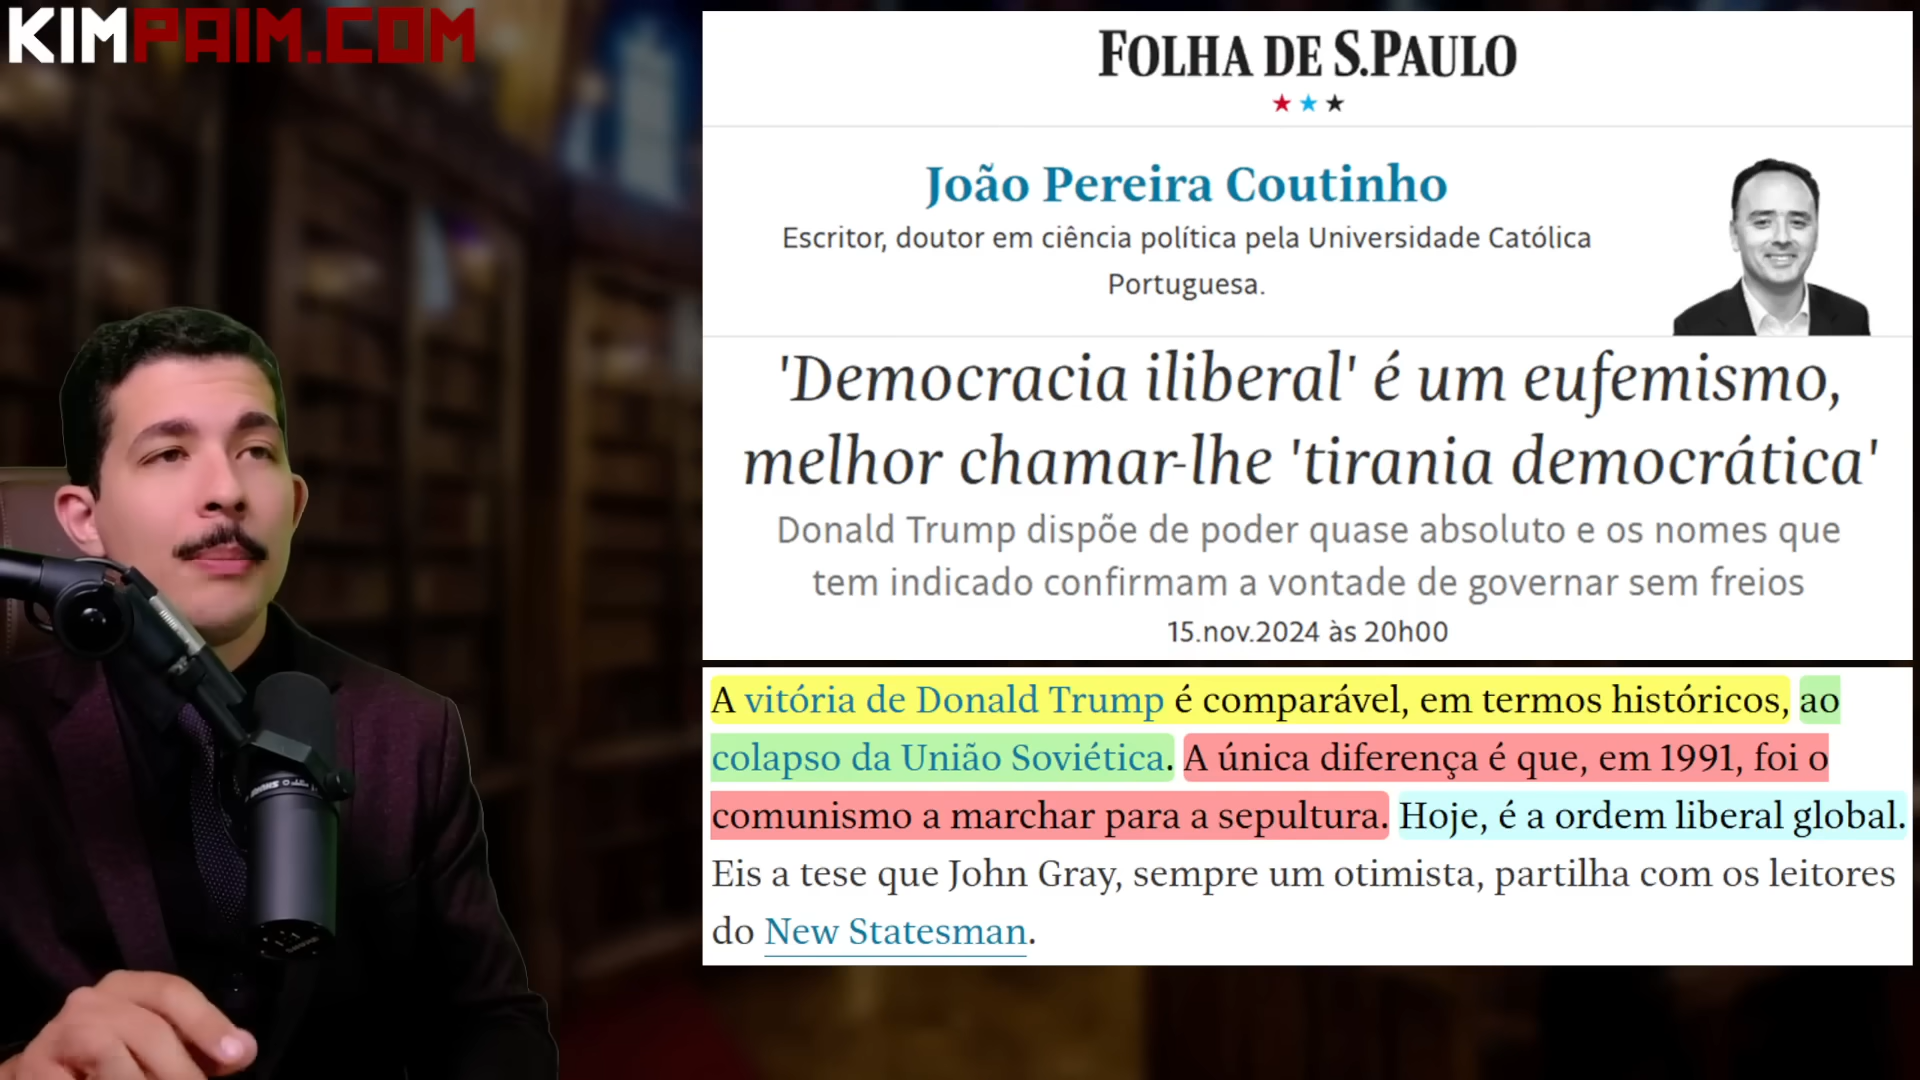 KIMPAIM.COM
FOLHA DE S.PAULO
João Pereira Coutinho
Escritor, doutor em ciência política pela Universidade Católica
Portuguesa.
'Democracia iliberal' é um eufemismo,
melhor chamar-lhe 'tirania democrática'
Donald Trump dispõe de poder quase absoluto e os nomes que
tem indicado confirmam a vontade de governar sem freios
15.nov.2024 às 20h00
A vitória de Donald Trump é comparável, em termos históricos, ao
colapso da União Soviética. A única diferença é que, em 1991, foi o
comunismo a marchar para a sepultura. Hoje, é a ordem liberal global.
Eis a tese que John Gray, sempre um otimista, partilha com os leitores
do New Statesman.